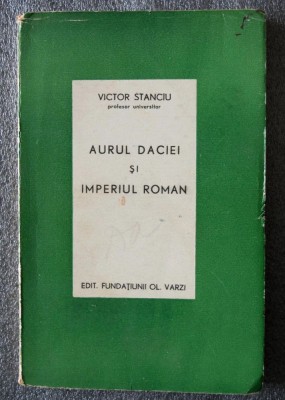 VICTOR STANCIU
profesor universitar
AURUL DACIEI
ȘI
IMPERIUL ROMAN
EDIT. FUNDAȚIUNII OL. VARZI